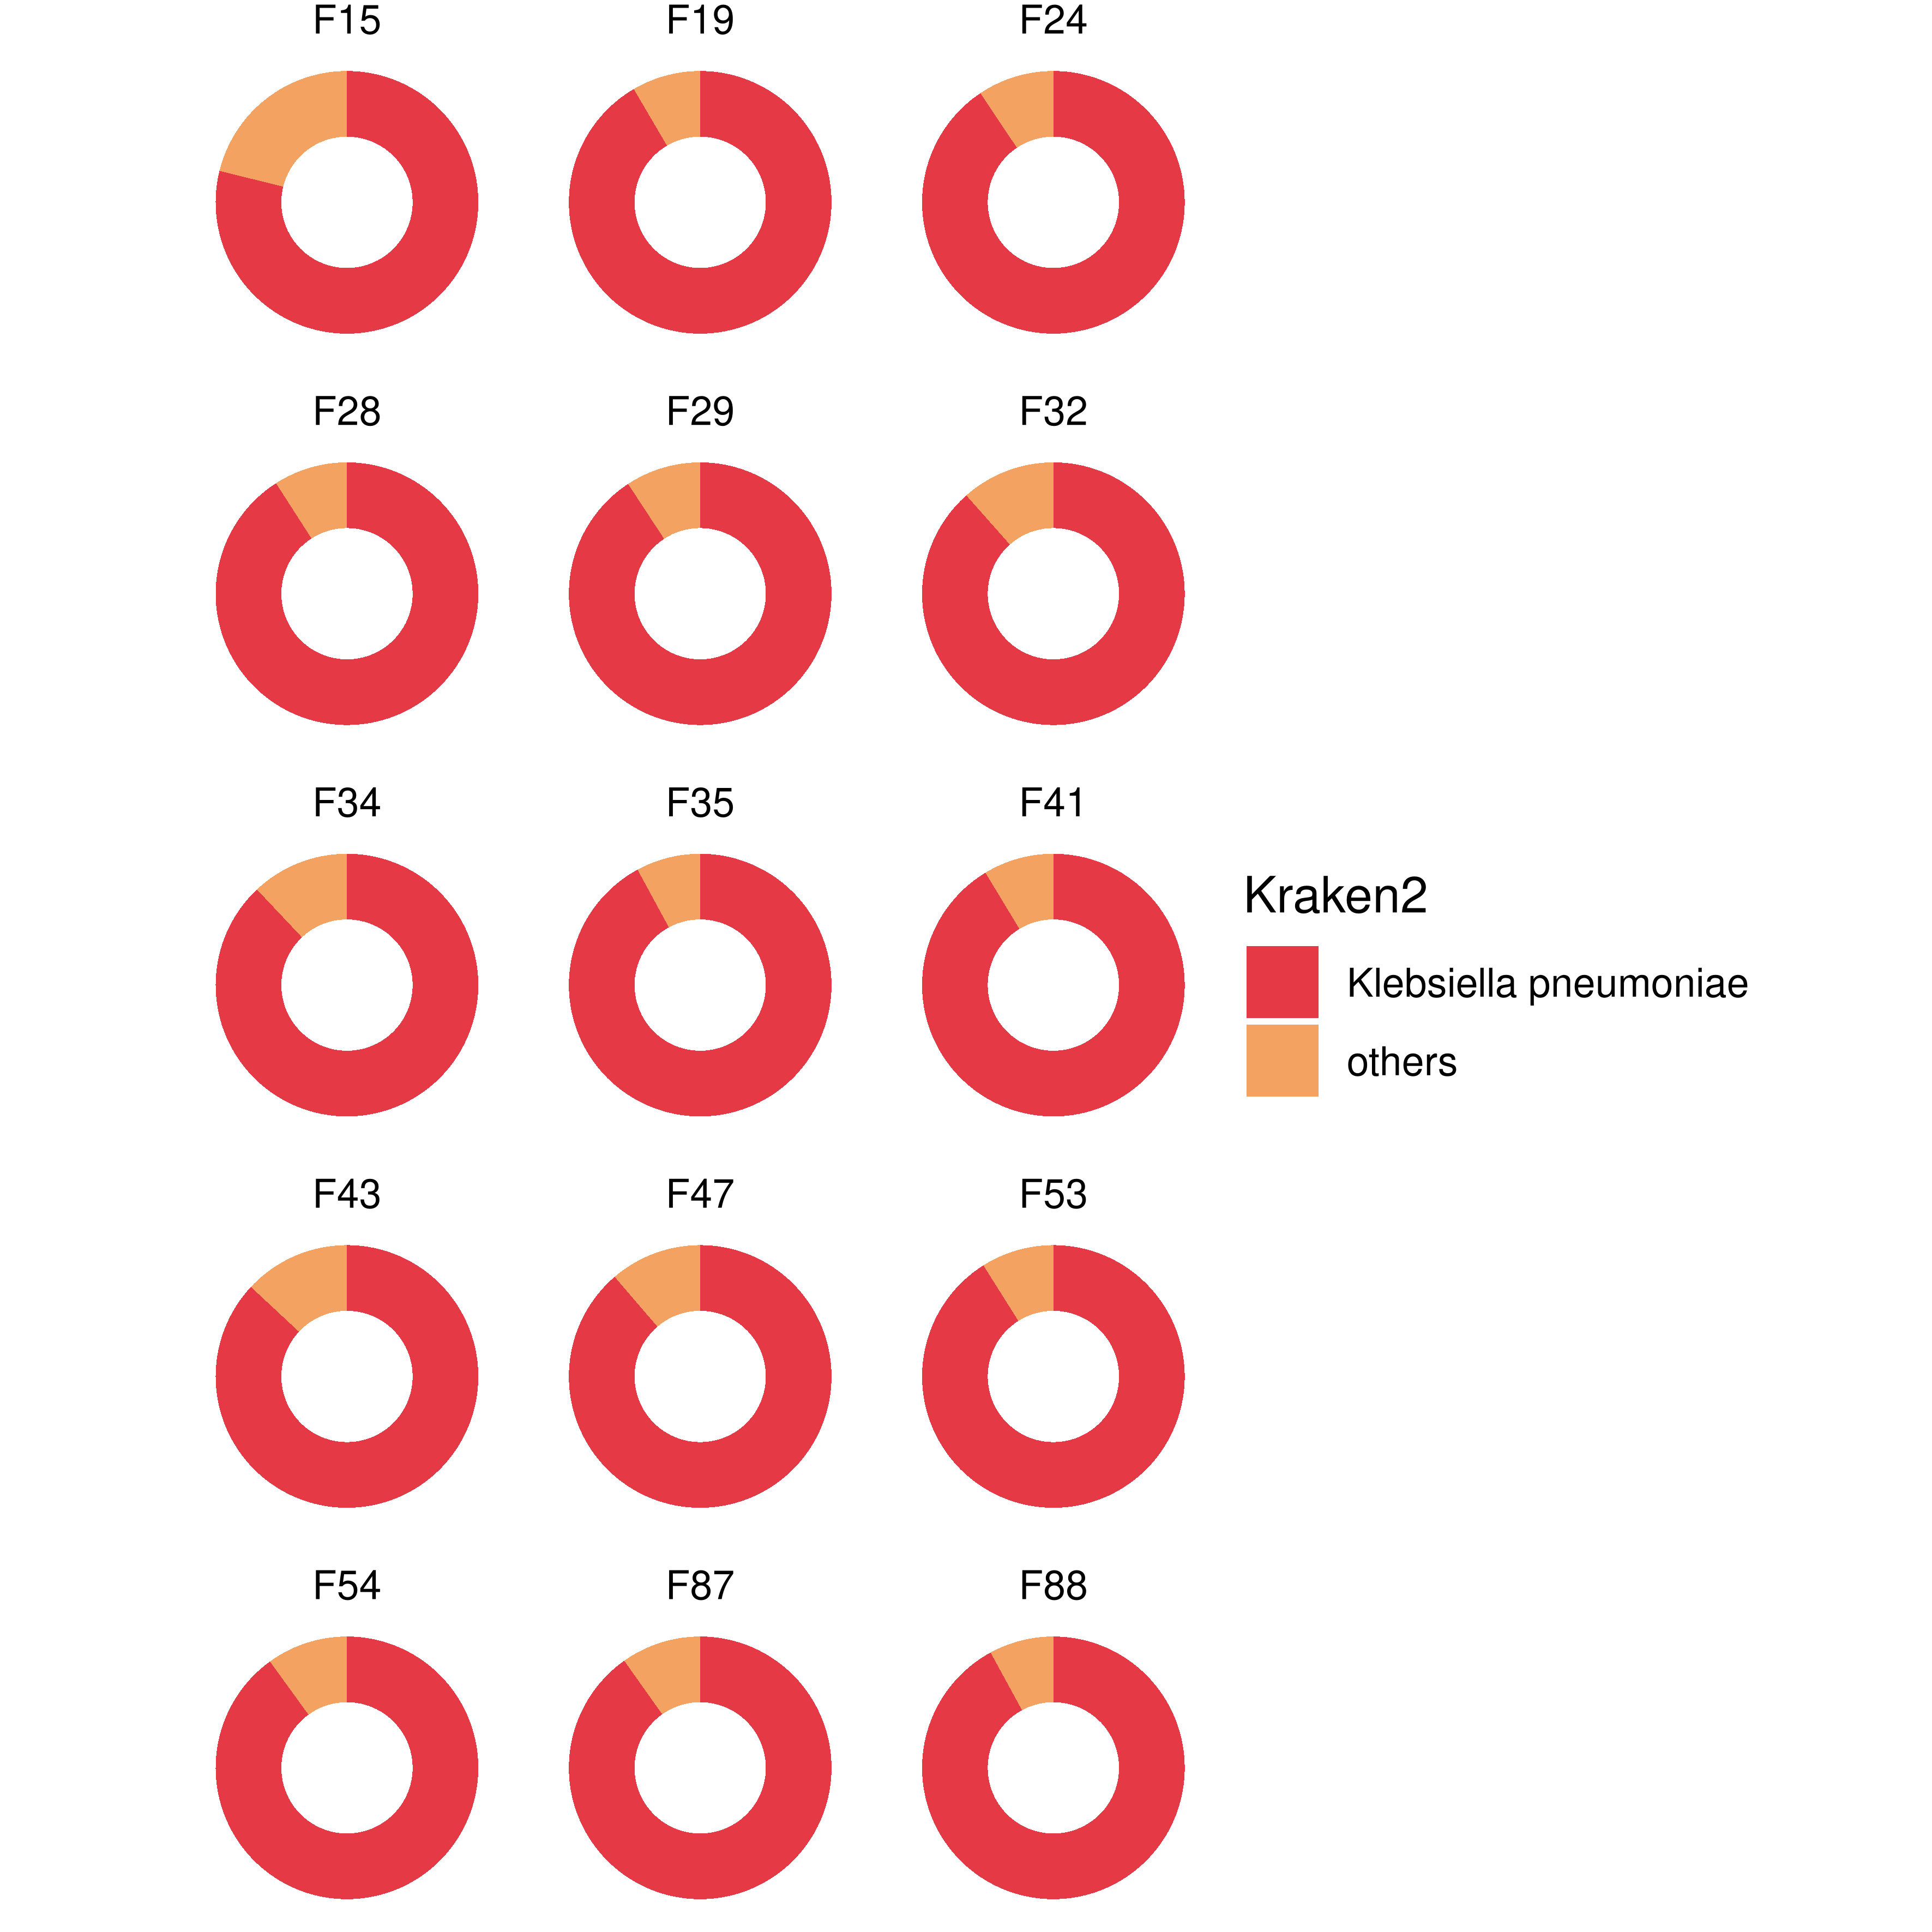 F15
F19
F24
F28
F29
F32
F34
F35
F41
Kraken2
Klebsiella pneumoniae
others
F43
F47
F53
F54
F87
F88